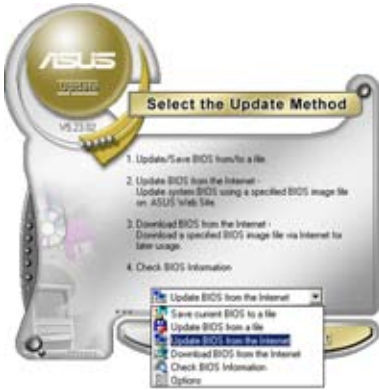 ASUS
Update
V5.23.02
Select the Update Method
1. Update/Save BIOS from/to a file.
2. Update BIOS from the Internet -
Update system BIOS using a specified BIOS image file
on ASUS Web Site.
3. Download BIOS from the Internet -
Download a specified BIOS image file via Internet for
later usage.
4. Check BIOS Information
Update BIOS from the Internet
Save current BIOS to a file
Update BIOS from a file
Update BIOS from the Internet
Download BIOS from the Internet
Check BIOS Information
Options